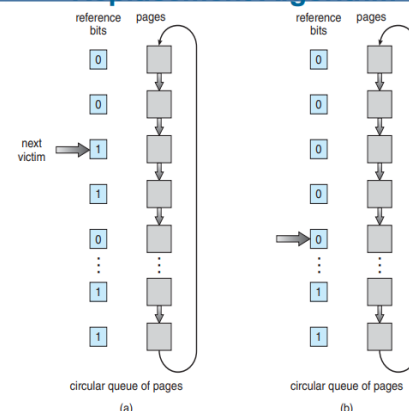 reference bits
pages
0
0
next victim
1
1
0
1
1
circular queue of pages
(a)
reference bits
pages
0
0
0
0
0
1
1
circular queue of pages
(b)